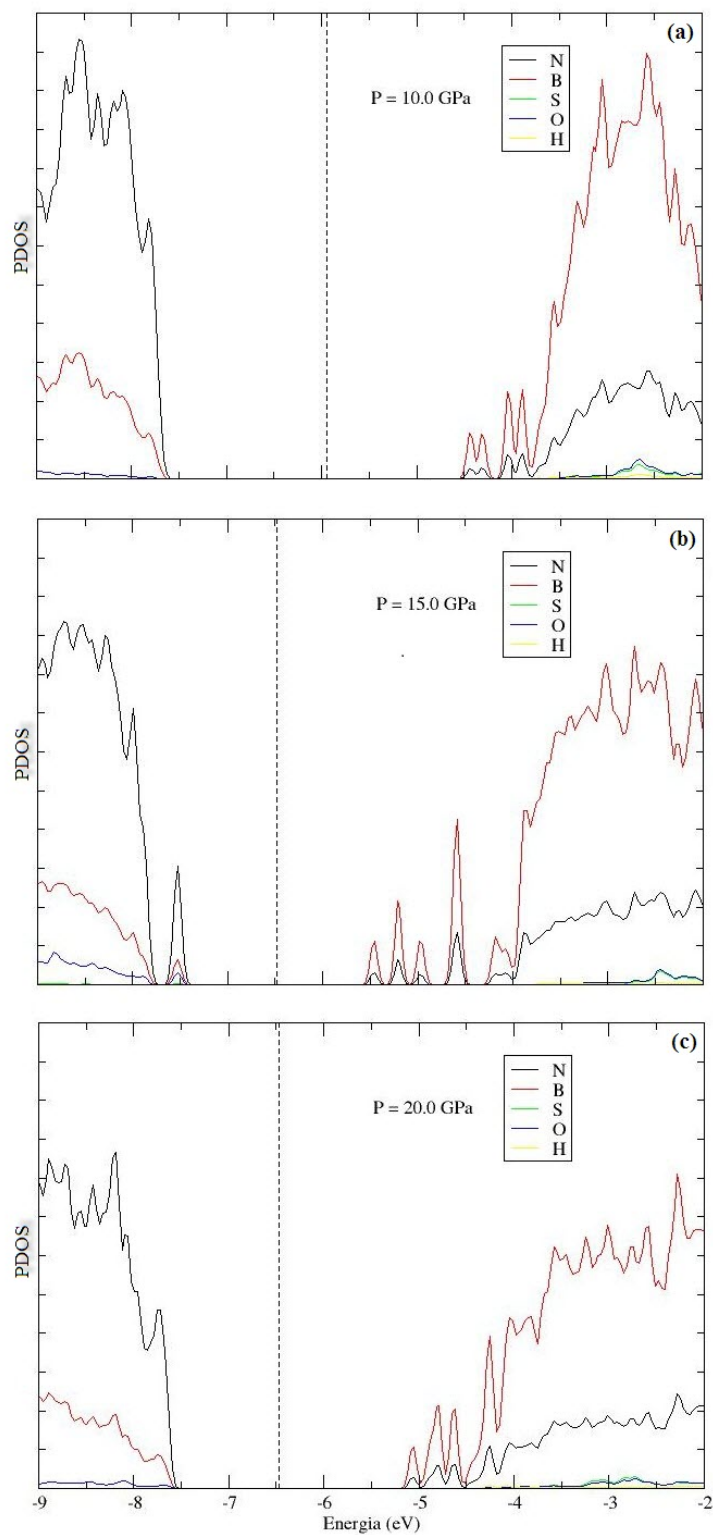 (a)
N
B
S
O
H
P = 10.0 GPa
PDOS
(b)
N
B
S
O
H
P = 15.0 GPa
PDOS
(c)
N
B
S
O
H
P = 20.0 GPa
PDOS
-9 -8 -7 -6 -5 -4 -3 -2
Energia (eV)